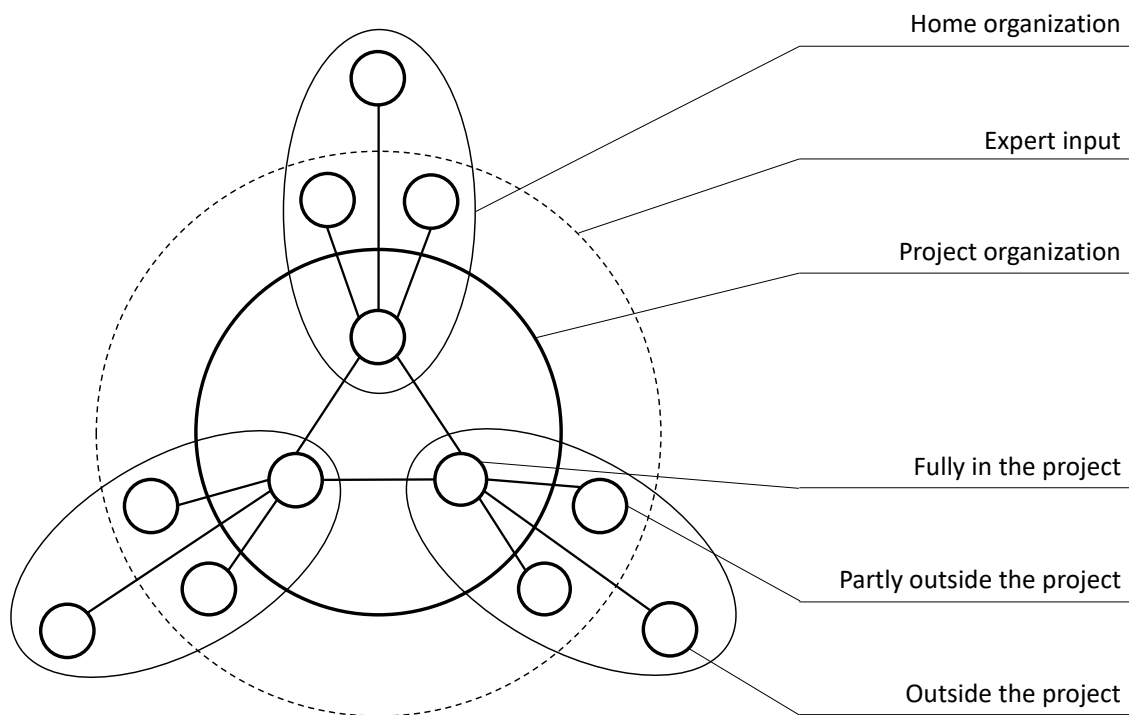 Home organization
Expert input
Project organization
Fully in the project
Partly outside the project
Outside the project